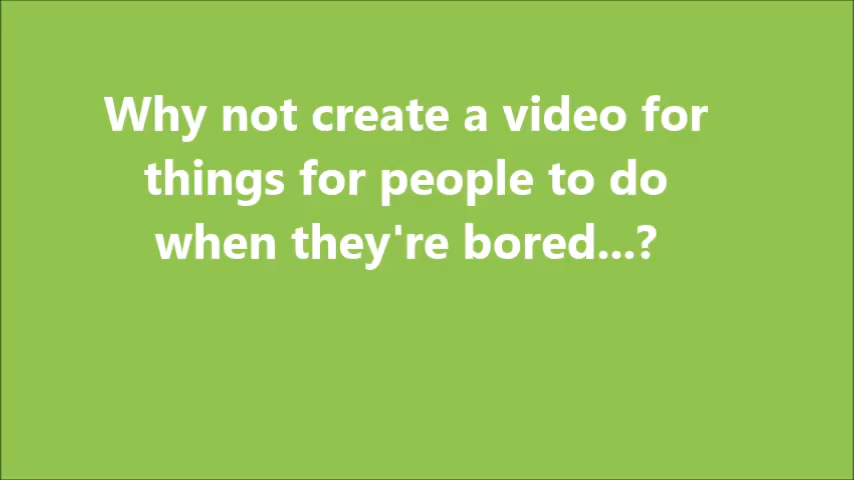 Why not create a video for
things for people to do
when they're bored...?